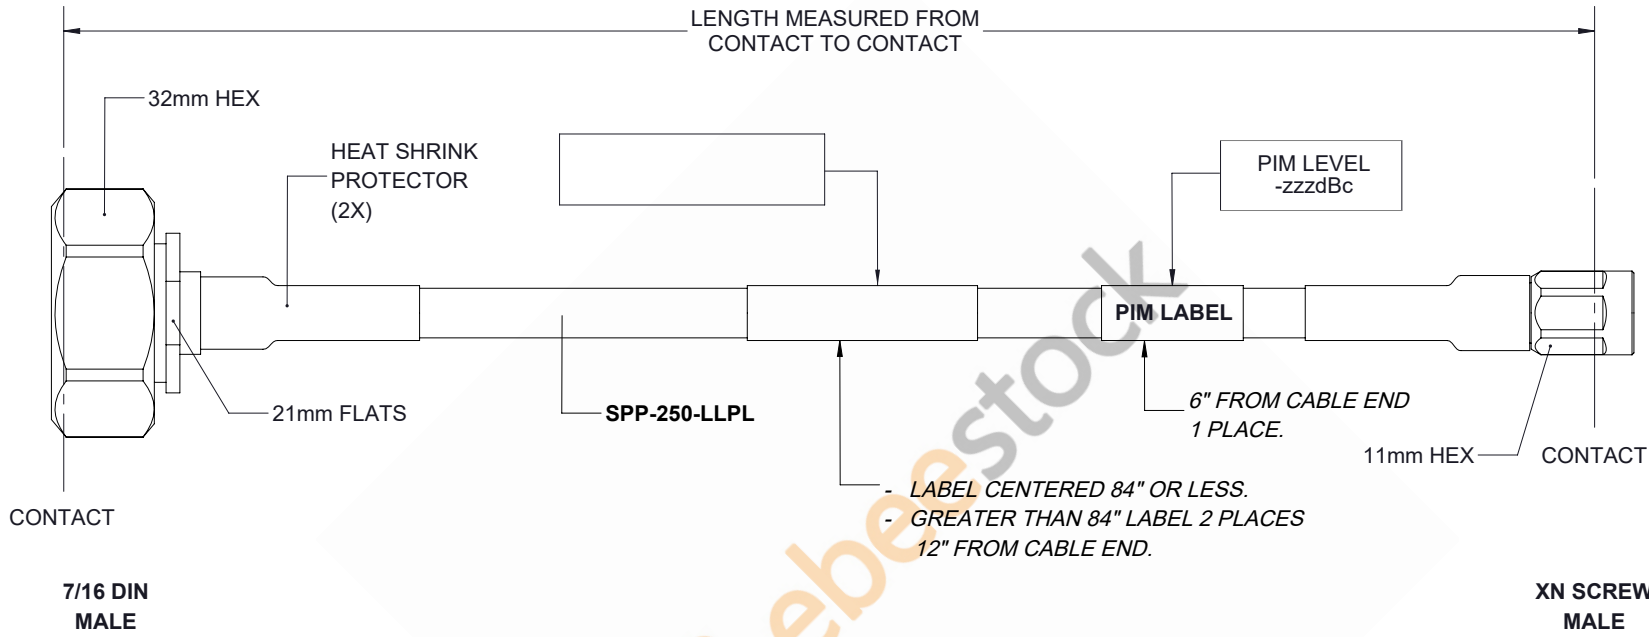 LENGTH MEASURED FROM
CONTACT TO CONTACT
32mm HEX
HEAT SHRINK
PROTECTOR
(2X)
PIM LEVEL
-zzzdBc
PIM LABEL
21mm FLATS
SPP-250-LLPL
6" FROM CABLE END
1 PLACE.
11mm HEX
CONTACT
- LABEL CENTERED 84" OR LESS.
- GREATER THAN 84" LABEL 2 PLACES
12" FROM CABLE END.
CONTACT
7/16 DIN
MALE
XN SCREW
MALE
ebeestock